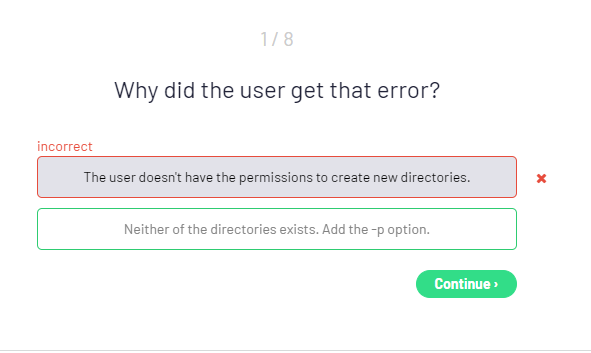 1 / 8
Why did the user get that error?
incorrect
The user doesn't have the permissions to create new directories.
Neither of the directories exists. Add the -p option.
Continue ›